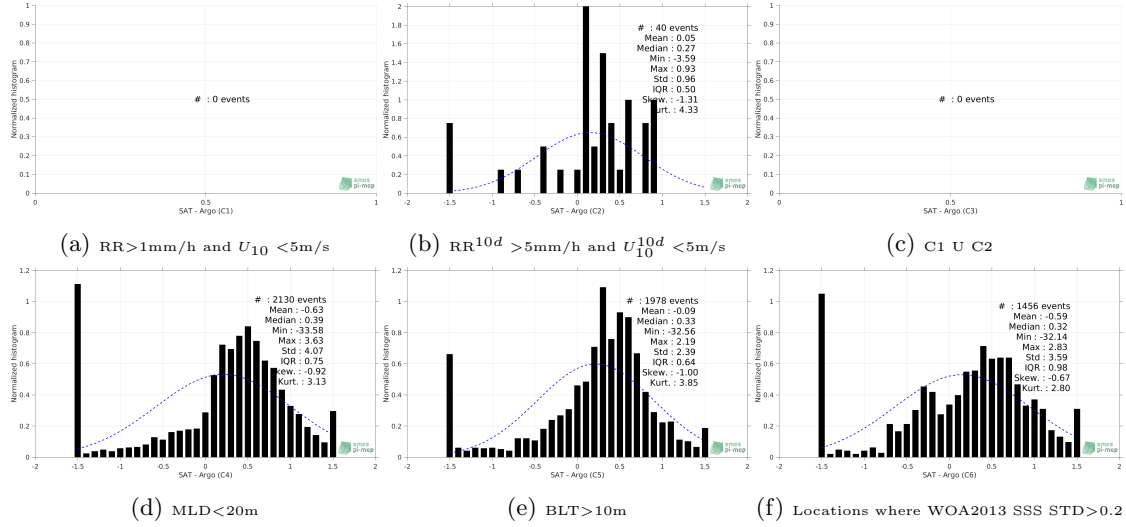 Normalized histogram
1
0.9
0.8
0.7
0.6
0.5
0.4
0.3
0.2
0.1
0
# : 0 events
0 0.5 1
SAT - Argo (C1)
smos
pi-mep
(a) RR>1mm/h and U10 <5m/s
Normalized histogram
2
1.8
1.6
1.4
1.2
1
0.8
0.6
0.4
0.2
0
# : 40 events
Mean : 0.05
Median : 0.27
Min : -3.59
Max : 0.93
Std : 0.96
IQR : 0.50
Skew. : -1.31
Kurt. : 4.33
-2 -1.5 -1 -0.5 0 0.5 1 1.5 2
SAT - Argo (C2)
smos
pi-mep
(b) RR10d >5mm/h and U10 10d <5m/s
Normalized histogram
1
0.9
0.8
0.7
0.6
0.5
0.4
0.3
0.2
0.1
0
# : 0 events
0 0.5 1
SAT - Argo (C3)
smos
pi-mep
(c) C1 U C2
Normalized histogram
1.2
1
0.8
0.6
0.4
0.2
0
# : 2130 events
Mean : -0.63
Median : 0.39
Min : -33.58
Max : 3.63
Std : 4.07
IQR : 0.75
Skew. : -0.92
Kurt. : 3.13
-2 -1.5 -1 -0.5 0 0.5 1 1.5 2
SAT - Argo (C4)
smos
pi-mep
(d) MLD<20m
Normalized histogram
1.2
1
0.8
0.6
0.4
0.2
0
# : 1978 events
Mean : -0.09
Median : 0.33
Min : -32.56
Max : 2.19
Std : 2.39
IQR : 0.64
Skew. : -1.00
Kurt. : 3.85
-2 -1.5 -1 -0.5 0 0.5 1 1.5 2
SAT - Argo (C5)
smos
pi-mep
(e) BLT>10m
Normalized histogram
1.2
1
0.8
0.6
0.4
0.2
0
# : 1456 events
Mean : -0.59
Median : 0.32
Min : -32.14
Max : 2.83
Std : 3.59
IQR : 0.98
Skew. : -0.67
Kurt. : 2.80
-2 -1.5 -1 -0.5 0 0.5 1 1.5 2
SAT - Argo (C6)
smos
pi-mep
(f) Locations where WOA2013 SSS STD>0.2